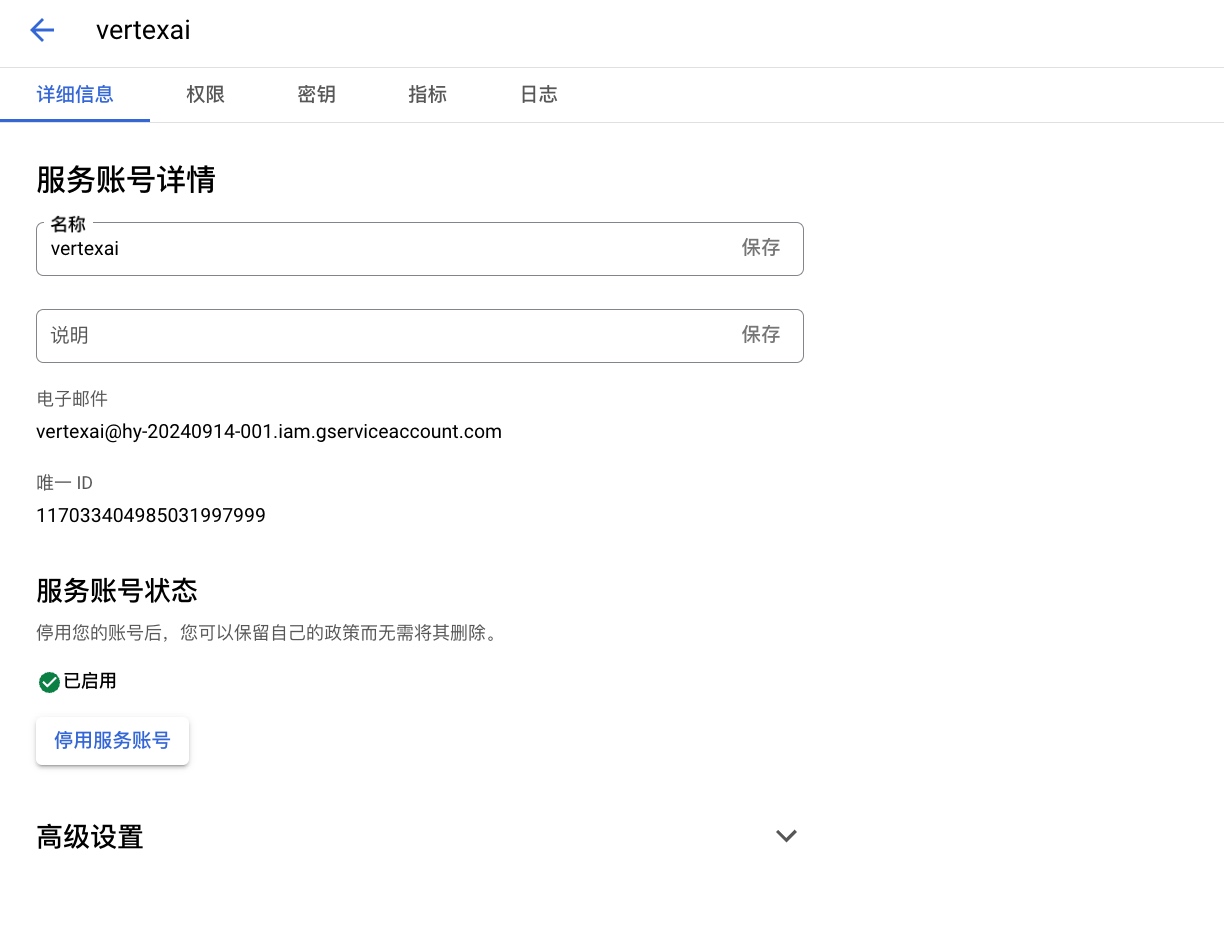 vertexai
详细信息 权限 密钥 指标 日志
服务账号详情
名称
vertexai 保存
说明 保存
电子邮件
vertexai@hy-20240914-001.iam.gserviceaccount.com
唯一 ID
117033404985031997999
服务账号状态
停用您的账号后，您可以保留自己的政策而无需将其删除。
已启用
停用服务账号
高级设置